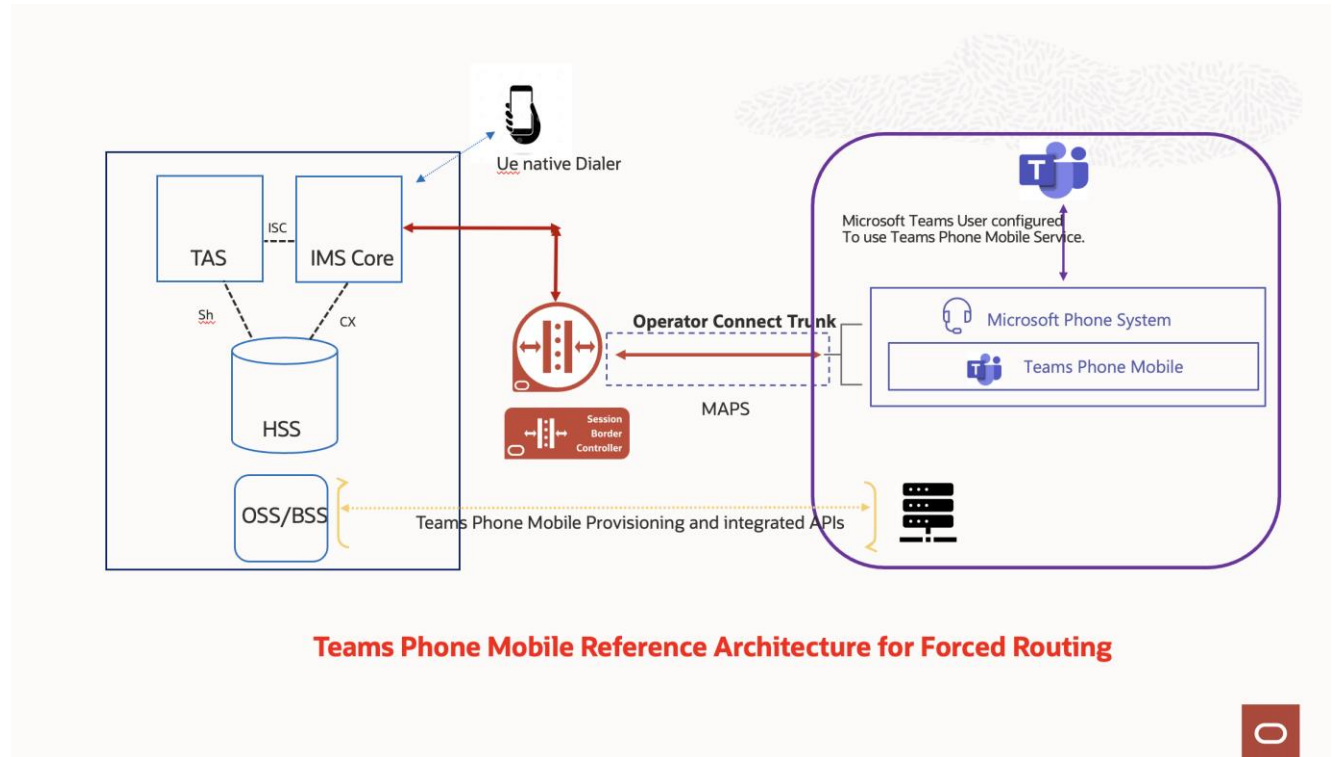 Ue native Dialer
TAS
ISC
IMS Core
Sh
CX
HSS
OSS/BSS
Session
Border
Controller
Operator Connect Trunk
MAPS
T
Microsoft Teams User configured
To use Teams Phone Mobile Service.
Microsoft Phone System
T
Teams Phone Mobile
Teams Phone Mobile Provisioning and integrated APIs
Teams Phone Mobile Reference Architecture for Forced Routing